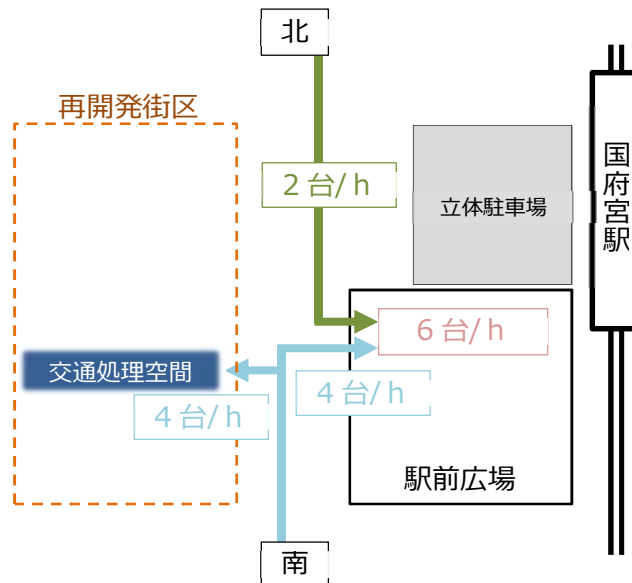 北
再開発街区
2台/h
立体駐車場
国府宮駅
6台/h
交通処理空間
4台/h
4台/h
駅前広場
南